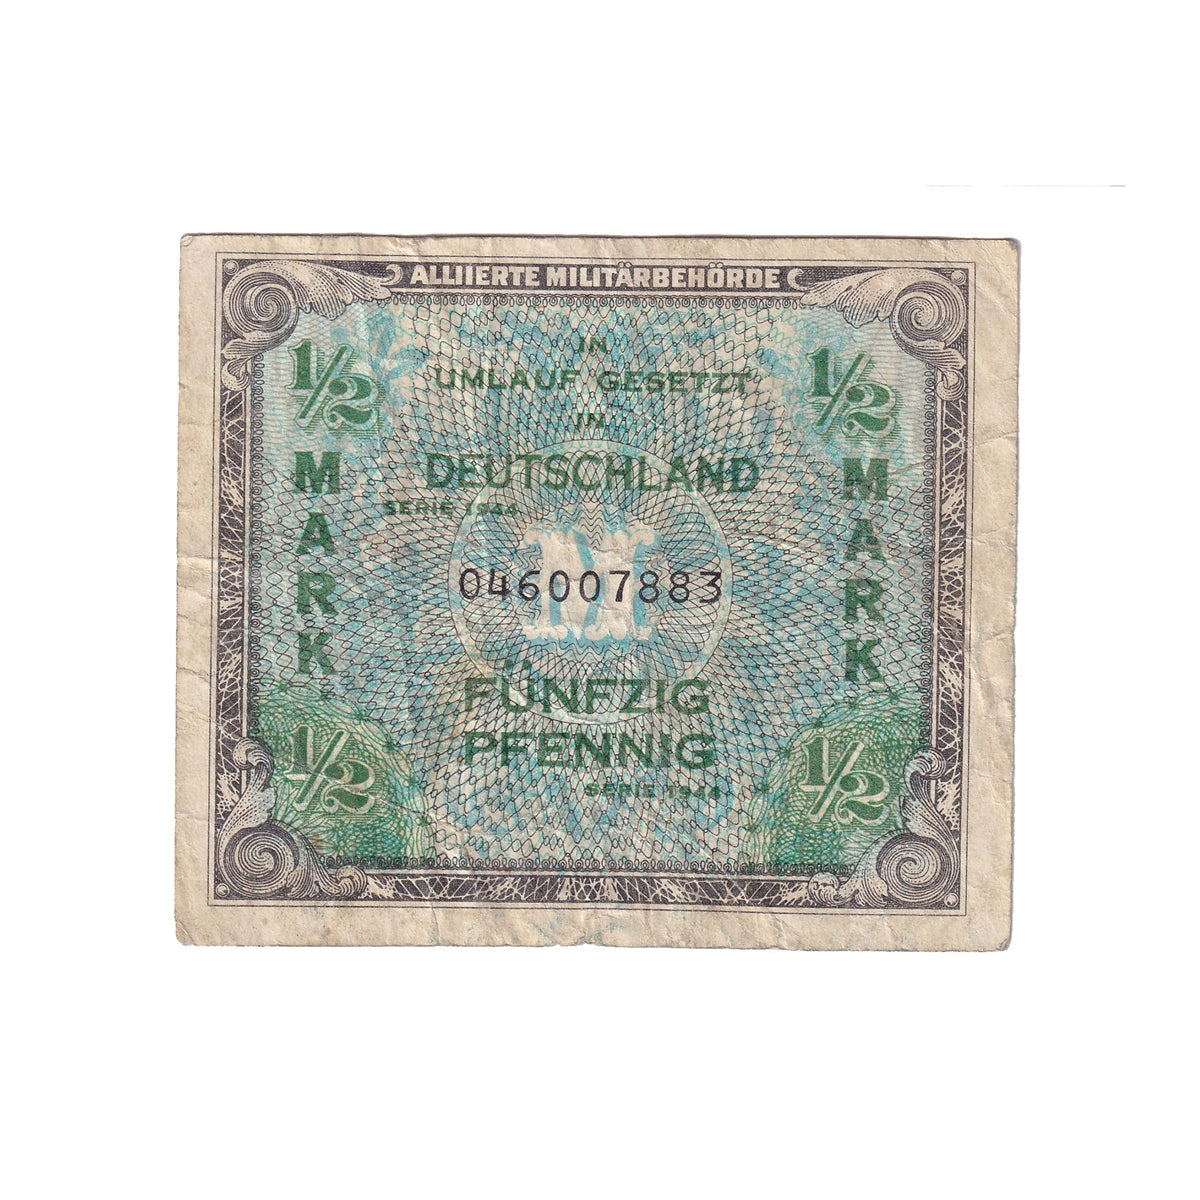 ALLIIERTE MILITÄRBEHÖRDE
1/2 1/2
IN
UMLAUF GESETZT
IN
DEUTSCHLAND
SERIE 1944
MARK MARK
M
046007883
FÜNFZIG
PFENNIG
1/2 1/2
SERIE 1944